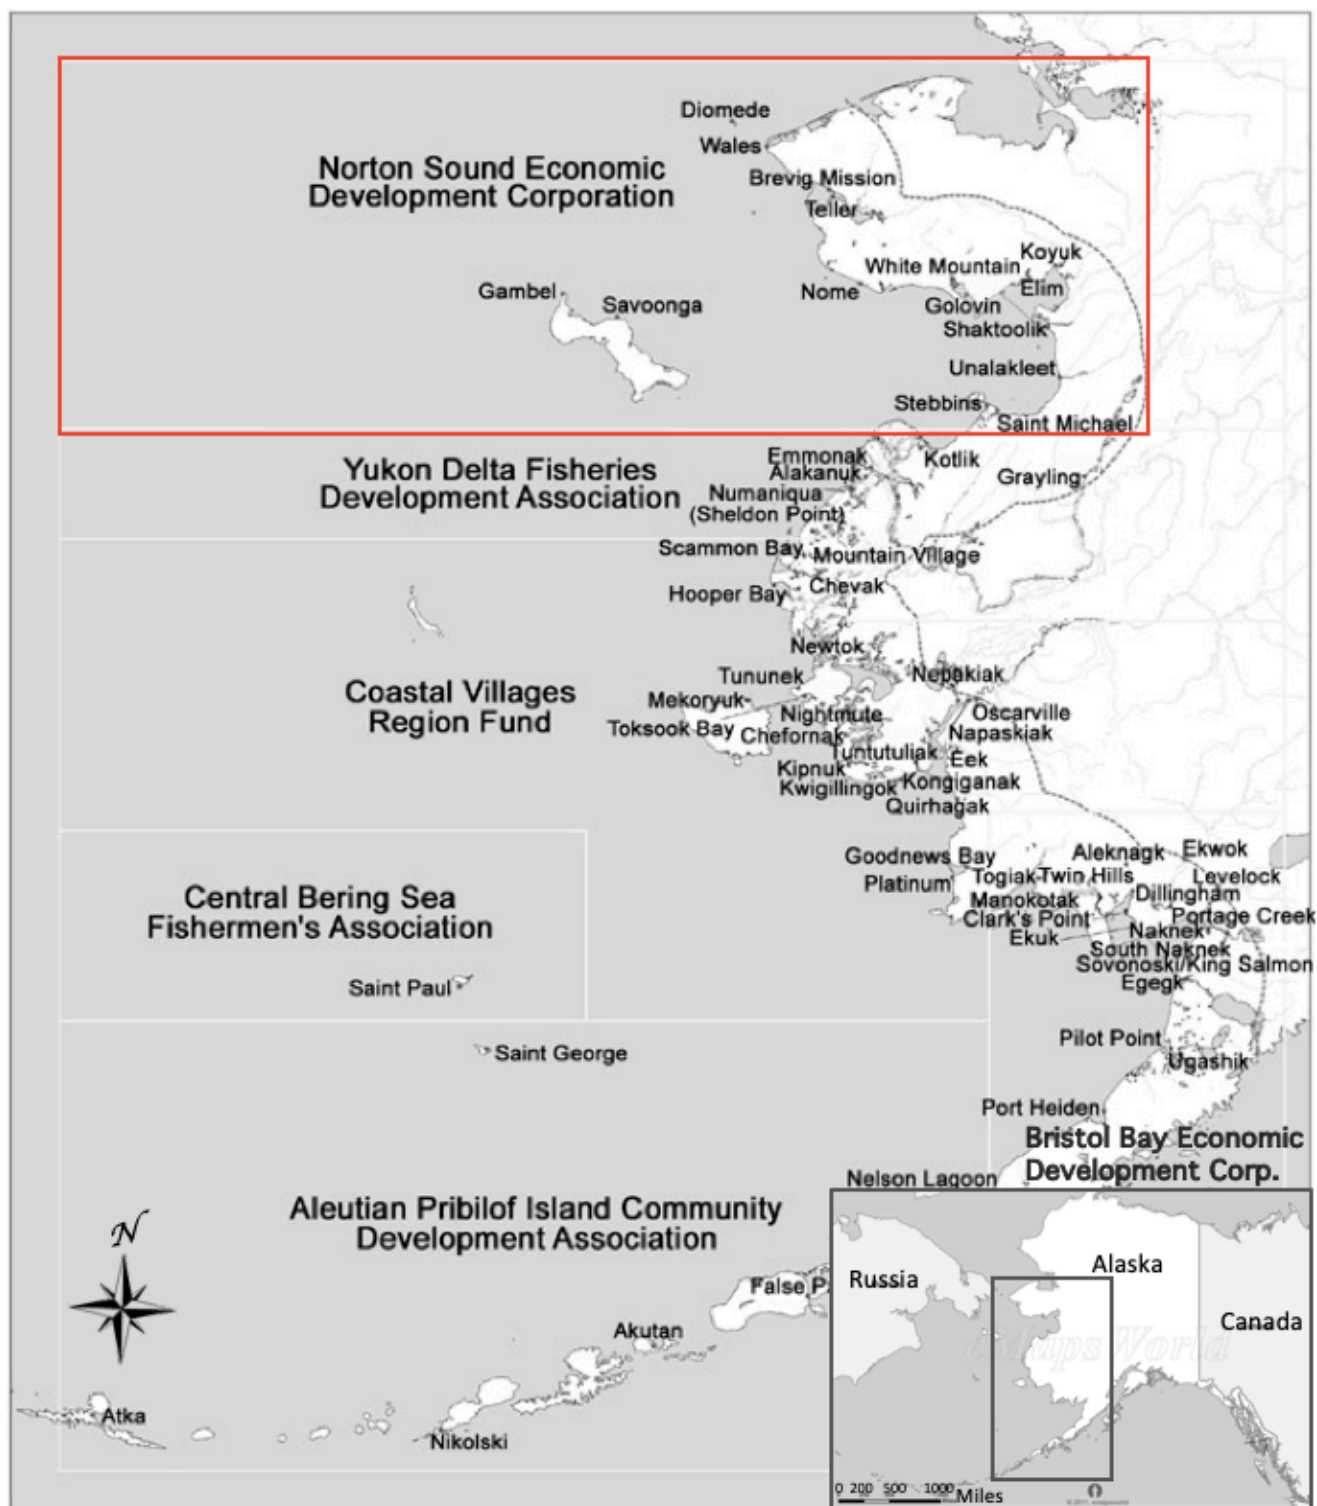 Diomede
Wales
Norton Sound Economic
Development Corporation
Brevig Mission
Teller
Koyuk
White Mountain
Elim
Nome
Golovin
Gambel
Savoonga
Shaktoolik
Unalakleet
Stebbins
Saint Michael
Yukon Delta Fisheries
Development Association
Emmonak
Kotlik
Alakanuk
Grayling
Numaniqua
(Sheldon Point)
Scammon Bay
Mountain Village
Chevak
Hooper Bay
Newtok
Coastal Villages
Region Fund
Tununek
Napakiak
Mekoryuk
Nightmute
Oscarville
Toksook Bay
Chefornak
Napaskiak
Tuntutuliak
Eek
Kipnuk
Kongiganak
Kwigillingok
Quirhagak
Goodnews Bay
Aleknagk
Ekwok
Platinum
Togiak
Twin Hills
Levelock
Manokotak
Dillingham
Clark's Point
Portage Creek
Ekuk
Naknek
South Naknek
Sovonoski/King Salmon
Egegk
Central Bering Sea
Fishermen's Association
Saint Paul
Saint George
Pilot Point
Ugashik
Port Heiden
Bristol Bay Economic
Development Corp.
Nelson Lagoon
Aleutian Pribilof Island Community
Development Association
N
False P
Akutan
Atka
Nikolski
Russia
Alaska
Canada
0 200 500 1000 Miles